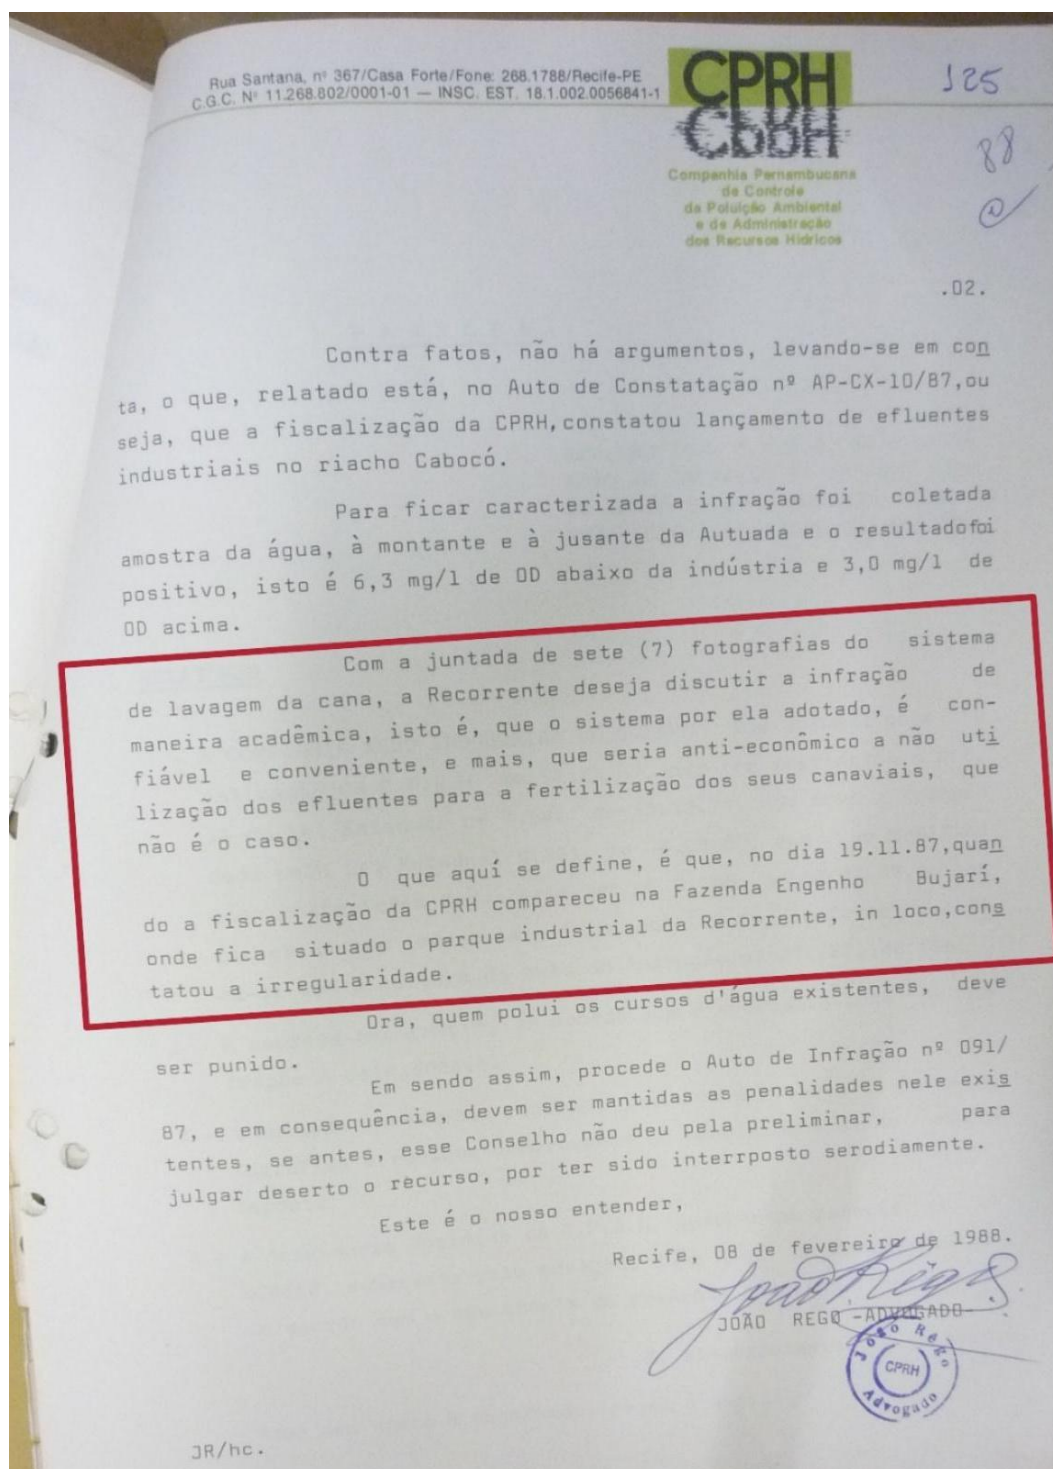 Rua Santana, nº 367/Casa Forte/Fone: 268.1788/Recife-PE
C.G.C. Nº 11.268.802/0001-01 — INSC. EST. 18.1.002.0056841-1
CPRH
CPRH
Companhia Pernambucana
de Controle
da Poluição Ambiental
e de Administração
dos Recursos Hídricos
125
88
.02.
Contra fatos, não há argumentos, levando-se em con
ta, o que, relatado está, no Auto de Constatação nº AP-CX-10/87,ou
seja, que a fiscalização da CPRH,constatou lançamento de efluentes
industriais no riacho Cabocó.
Para ficar caracterizada a infração foi coletada
amostra da água, à montante e à jusante da Autuada e o resultadofoi
positivo, isto é 6,3 mg/l de OD abaixo da indústria e 3,0 mg/l de
OD acima.
Com a juntada de sete (7) fotografias do sistema
de lavagem da cana, a Recorrente deseja discutir a infração de
maneira acadêmica, isto é, que o sistema por ela adotado, é con-
fiável e conveniente, e mais, que seria anti-econômico a não uti
lização dos efluentes para a fertilização dos seus canaviais, que
não é o caso.
O que aquí se define, é que, no dia 19.11.87,quan
do a fiscalização da CPRH compareceu na Fazenda Engenho Bujarí,
onde fica situado o parque industrial da Recorrente, in loco,cons
tatou a irregularidade.
Ora, quem polui os cursos d'água existentes, deve
ser punido.
Em sendo assim, procede o Auto de Infração nº 091/
87, e em consequência, devem ser mantidas as penalidades nele exis
tentes, se antes, esse Conselho não deu pela preliminar, para
julgar deserto o recurso, por ter sido interrposto serodiamente.
Este é o nosso entender,
Recife, 08 de fevereiro de 1988.
JOÃO REGO -ADVOGADO-
João Rêgo
CPRH
Advogado
JR/hc.